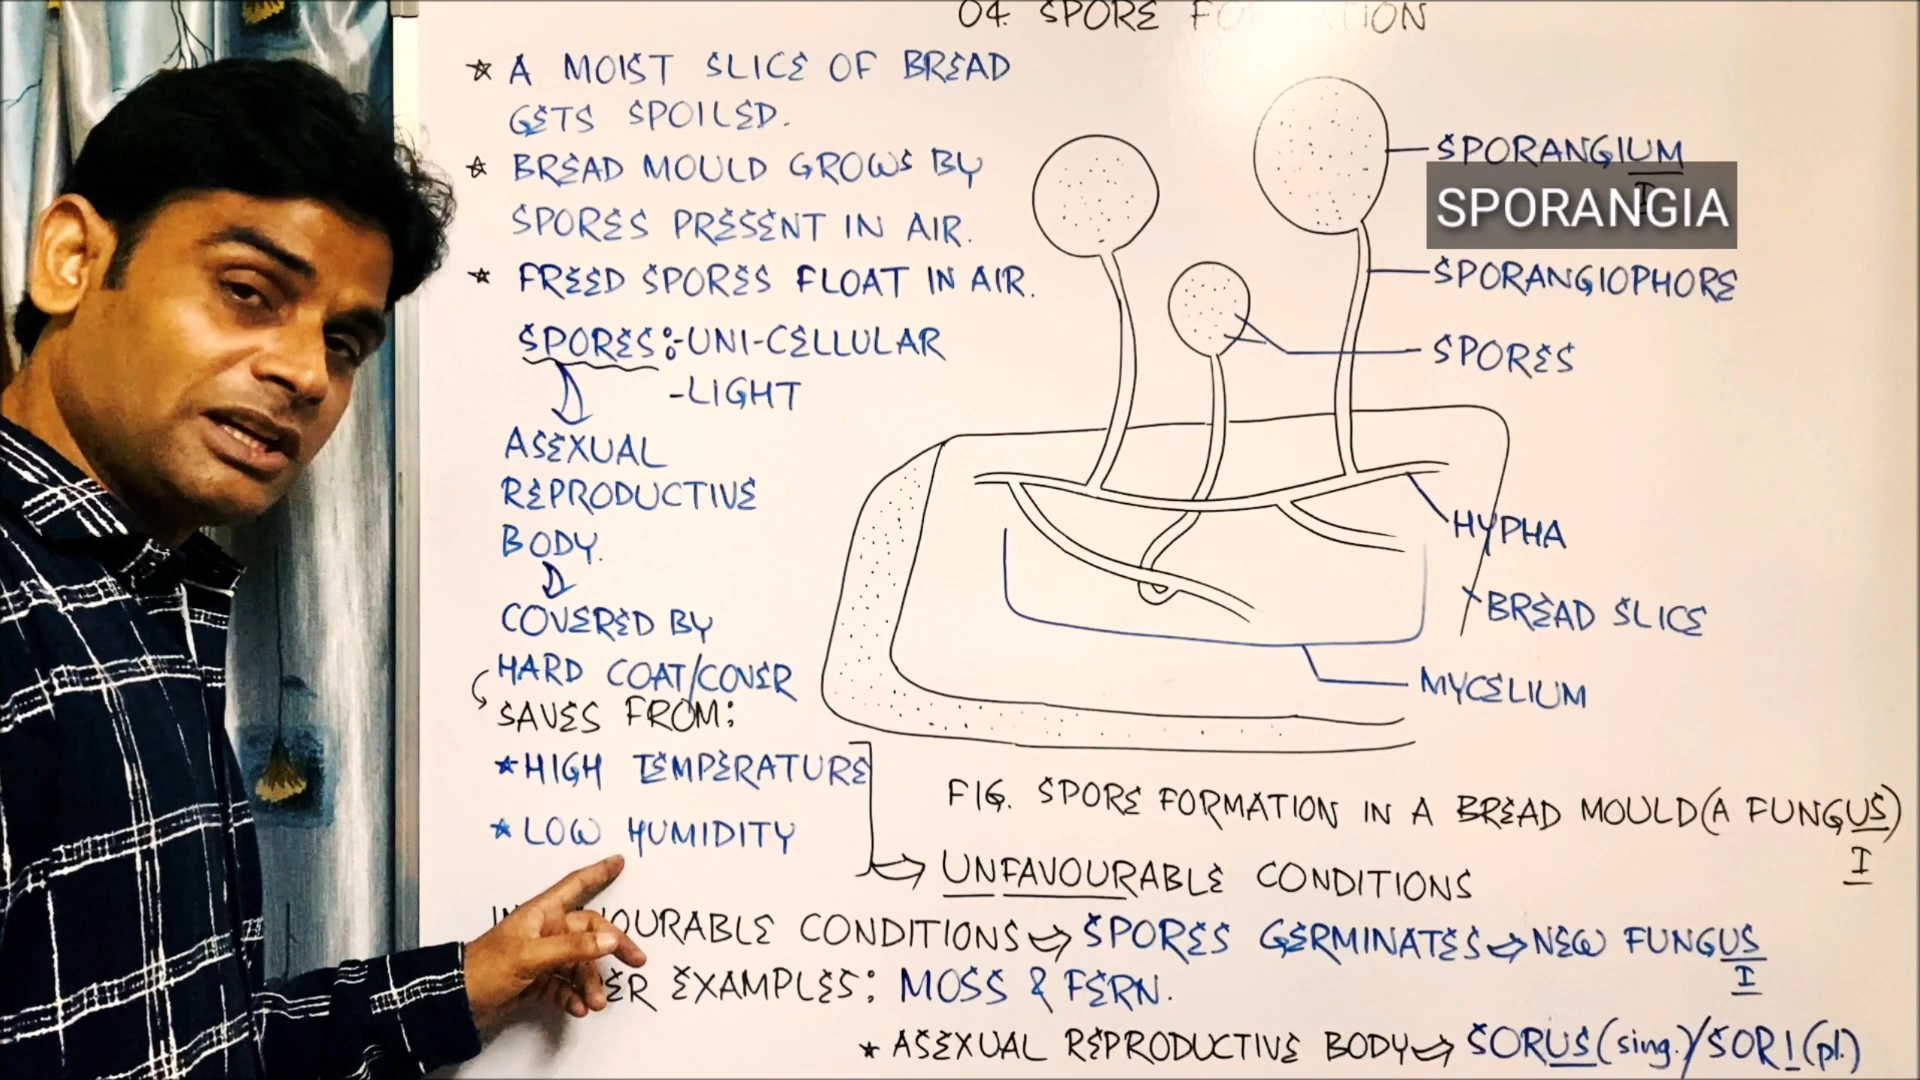 04. SPORE FORMATION
☆ A MOIST SLICE OF BREAD
GETS SPOILED.
★ BREAD MOULD GROWS BY
SPORES PRESENT IN AIR.
★ FREED SPORES FLOAT IN AIR.
SPORES:-UNI-CELLULAR
-LIGHT
ASEXUAL
REPRODUCTIVE
BODY.
COVERED BY
HARD COAT/COVER
SAVES FROM:
★HIGH TEMPERATURE
★LOW HUMIDITY
SPORANGIUM
SPORANGIA
SPORANGIOPHORE
SPORES
HYPHA
BREAD SLICE
MYCELIUM
FIG. SPORE FORMATION IN A BREAD MOULD (A FUNGUS)
I
⇒ UNFAVOURABLE CONDITIONS
CONDITIONS ⇒ SPORES GERMINATES ⇒ NEW FUNGUS
I
EXAMPLES: MOSS & FERN.
★ ASEXUAL REPRODUCTIVE BODY ⇒ SORUS (sing.)/SORI (pl.)